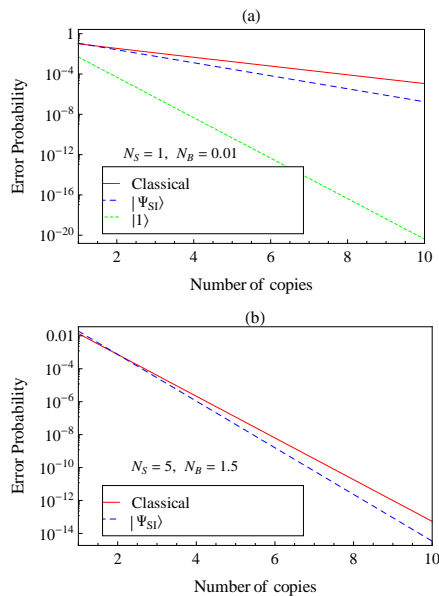 (a)
Error Probability
1
10^-4
10^-8
10^-16
10^-20
N_S = 1, N_B = 0.01
Classical
|Ψ_SI⟩
|1⟩
2 4 6 8 10
Number of copies
(b)
Error Probability
0.01
10^-4
10^-6
10^-8
10^-10
10^-12
10^-14
N_S = 5, N_B = 1.5
Classical
|Ψ_SI⟩
2 4 6 8 10
Number of copies